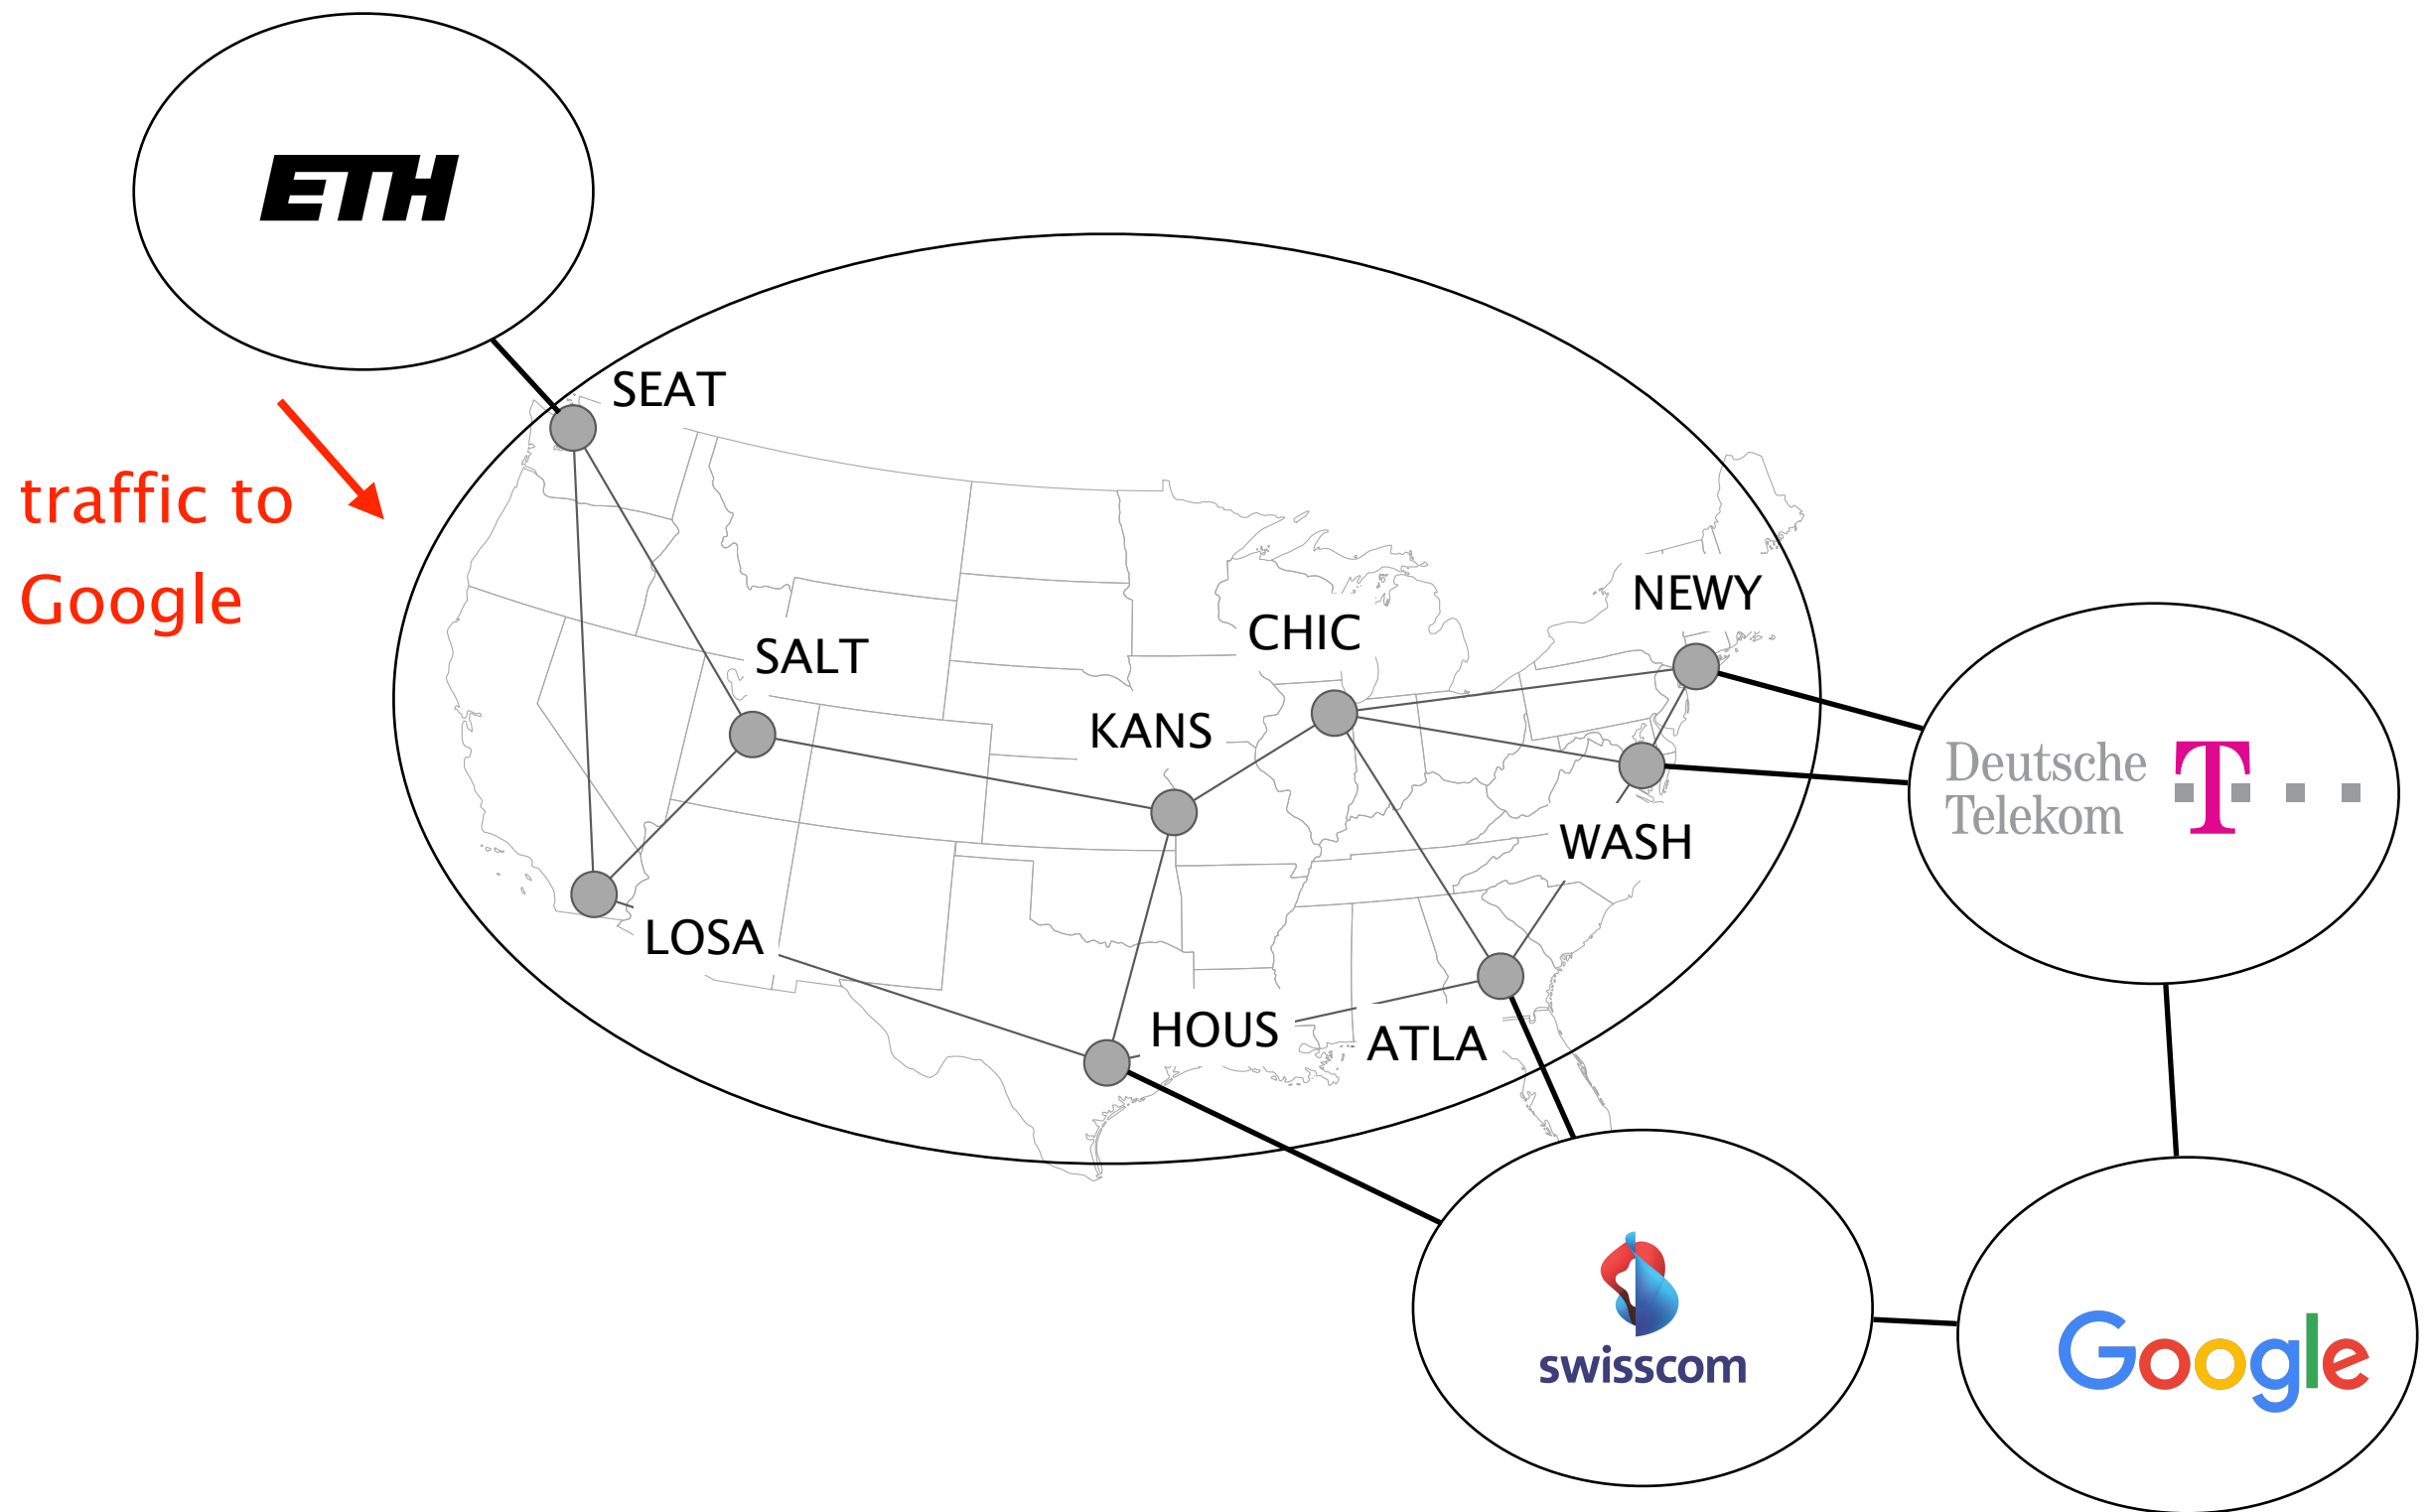 ETH
SEAT
traffic to
Google
NEWY
CHIC
SALT
KANS
Deutsche
Telekom
T
WASH
LOSA
HOUS
ATLA
swisscom
Google